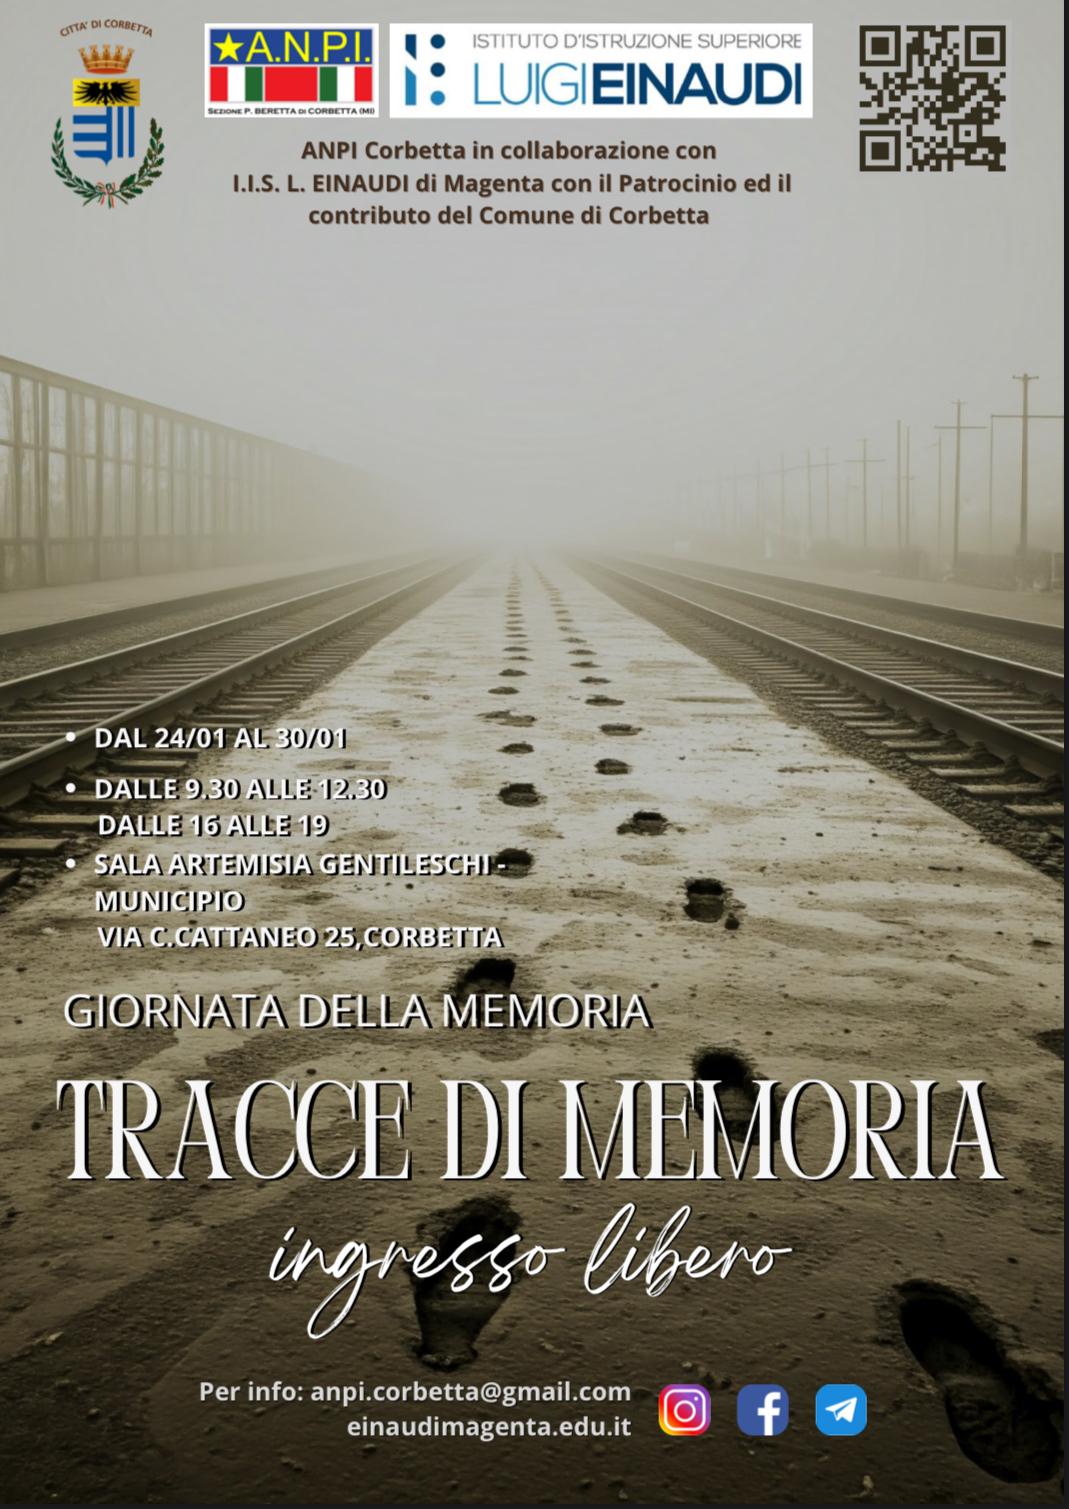 CITTA' DI CORBETTA
A.N.P.I.
SEZIONE P. BERETTA DI CORBETTA (MI)
ISTITUTO D'ISTRUZIONE SUPERIORE
LUIGIEINAUDI
ANPI Corbetta in collaborazione con
I.I.S. L. EINAUDI di Magenta con il Patrocinio ed il
contributo del Comune di Corbetta
• DAL 24/01 AL 30/01
• DALLE 9.30 ALLE 12.30
DALLE 16 ALLE 19
• SALA ARTEMISIA GENTILESCHI -
MUNICIPIO
VIA C.CATTANEO 25,CORBETTA
GIORNATA DELLA MEMORIA
TRACCE DI MEMORIA
ingresso libero
Per info: anpi.corbetta@gmail.com
einaudimagenta.edu.it